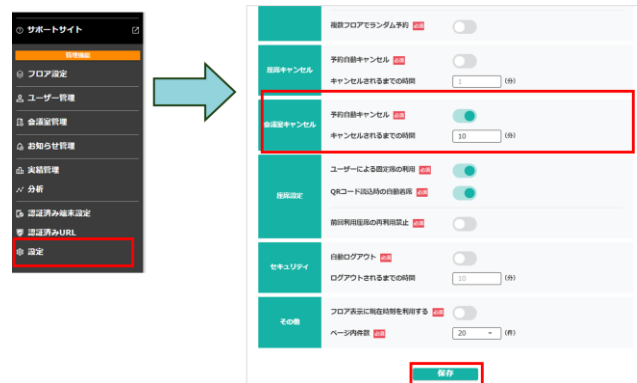 サポートサイト
管理機能
フロア設定
ユーザー管理
会議室管理
お知らせ管理
実績管理
分析
認証済み端末設定
認証済みURL
設定
複数フロアでランダム予約 必須
座席キャンセル
予約自動キャンセル 必須
キャンセルされるまでの時間 1 (分)
会議室キャンセル
予約自動キャンセル 必須
キャンセルされるまでの時間 10 (分)
座席設定
ユーザーによる固定席の利用 必須
QRコード読込時の自動着席 必須
前回利用座席の再利用禁止 必須
セキュリティ
自動ログアウト 必須
ログアウトされるまでの時間 10 (分)
その他
フロア表示に現在時刻を利用する 必須
ページ内件数 必須 20 (件)
保存